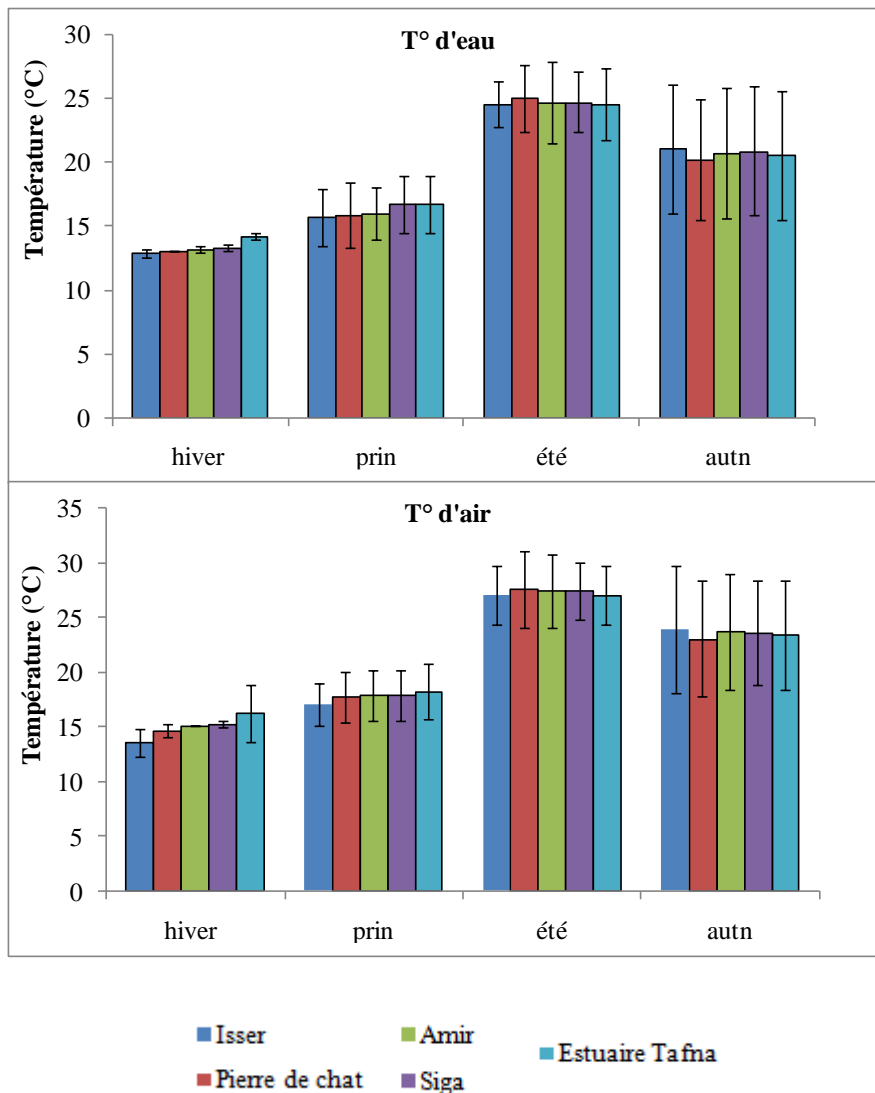 T° d'eau
Température (°C)
30
25
20
15
10
5
0
hiver prin été autn
T° d'air
Température (°C)
35
30
25
20
15
10
5
0
hiver prin été autn
Isser Amir Estuaire Tafna
Pierre de chat Siga